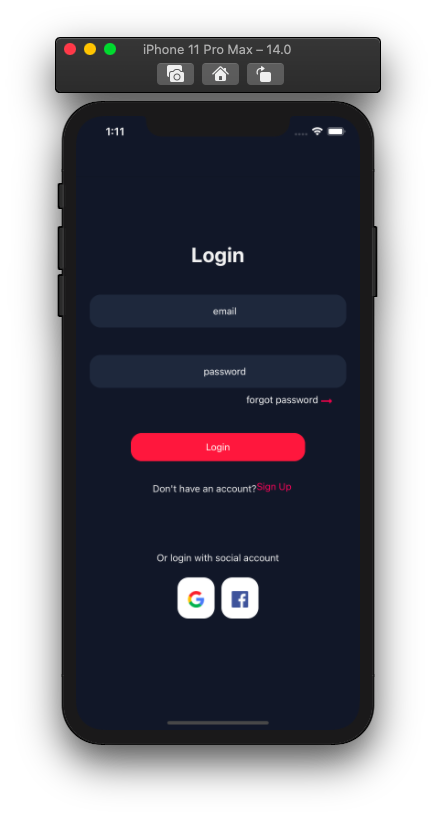 iPhone 11 Pro Max – 14.0
1:11
Login
email
password
forgot password →
Login
Don't have an account?Sign Up
Or login with social account